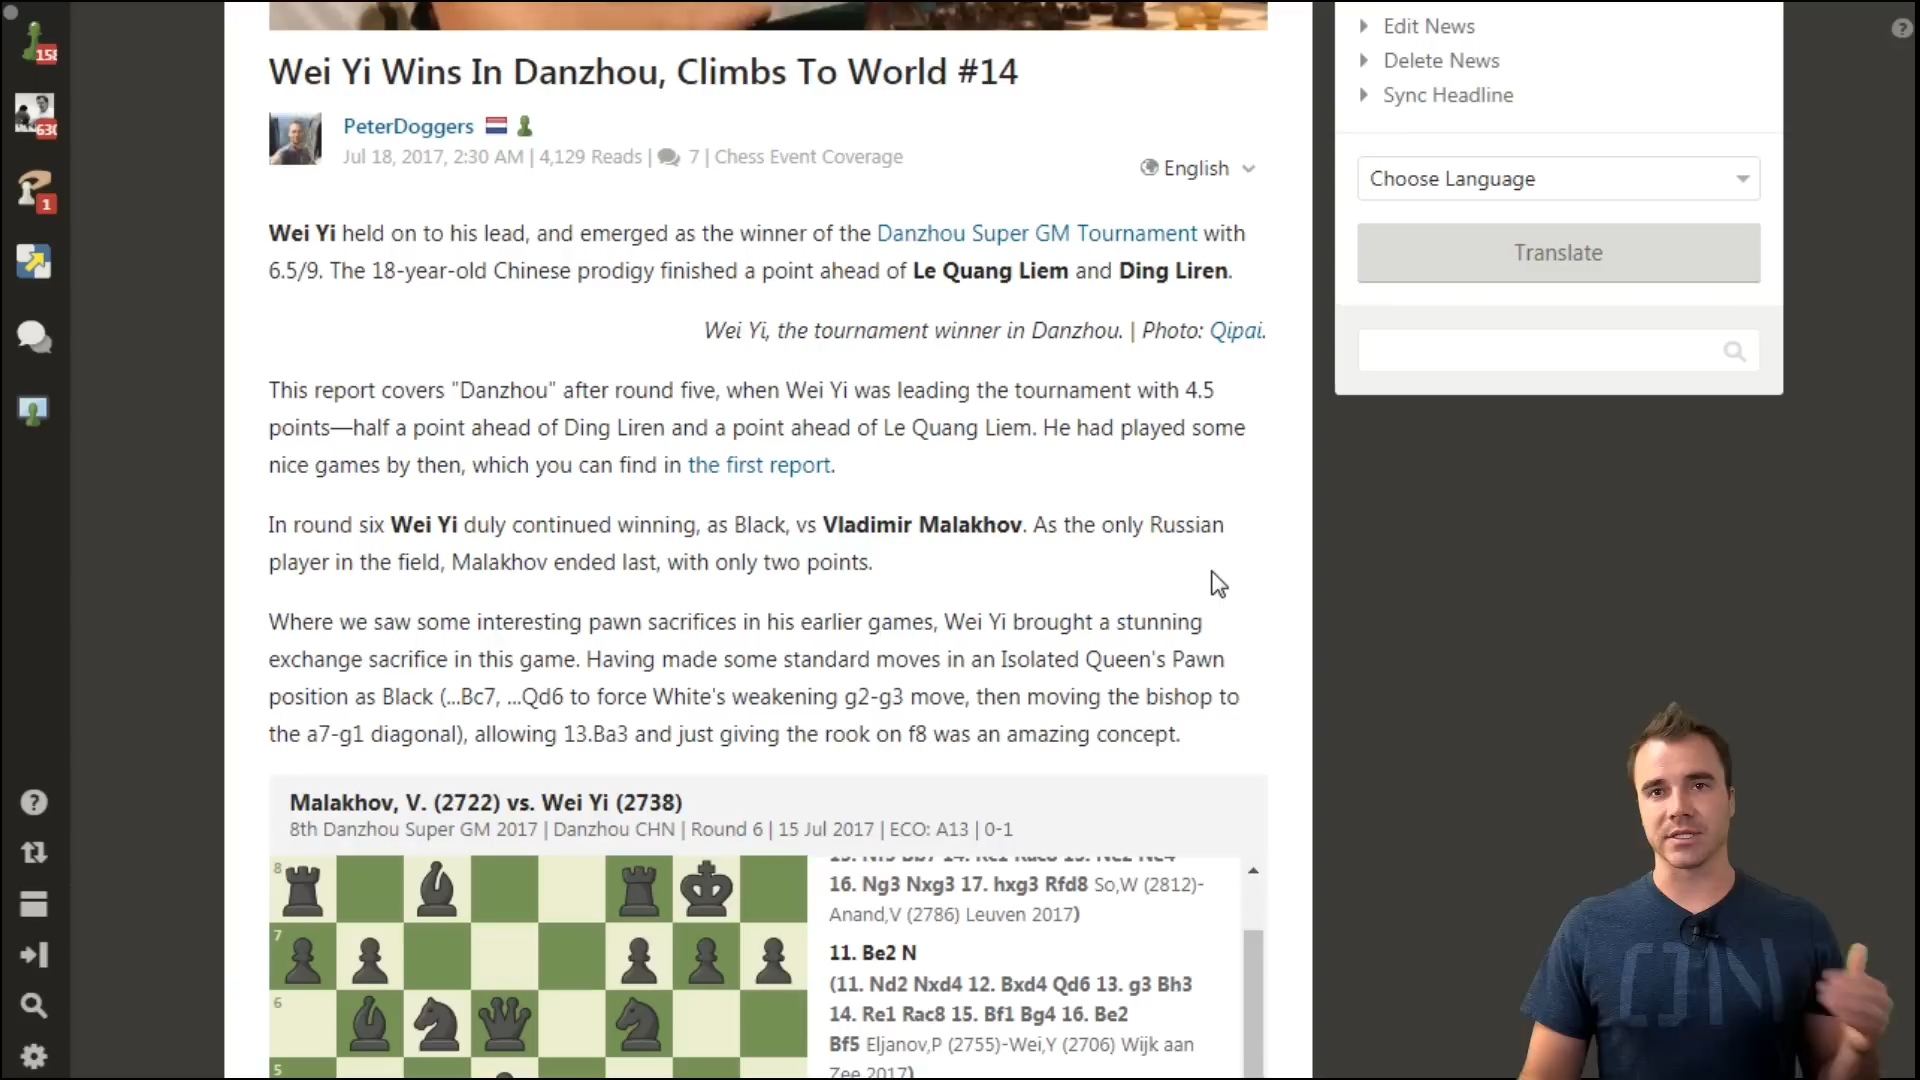 158
630
1
Wei Yi Wins In Danzhou, Climbs To World #14
PeterDoggers
Jul 18, 2017, 2:30 AM | 4,129 Reads | 7 | Chess Event Coverage
English
Wei Yi held on to his lead, and emerged as the winner of the Danzhou Super GM Tournament with
6.5/9. The 18-year-old Chinese prodigy finished a point ahead of Le Quang Liem and Ding Liren.
Wei Yi, the tournament winner in Danzhou. | Photo: Qipai.
This report covers "Danzhou" after round five, when Wei Yi was leading the tournament with 4.5
points—half a point ahead of Ding Liren and a point ahead of Le Quang Liem. He had played some
nice games by then, which you can find in the first report.
In round six Wei Yi duly continued winning, as Black, vs Vladimir Malakhov. As the only Russian
player in the field, Malakhov ended last, with only two points.
Where we saw some interesting pawn sacrifices in his earlier games, Wei Yi brought a stunning
exchange sacrifice in this game. Having made some standard moves in an Isolated Queen's Pawn
position as Black (...Bc7, ...Qd6 to force White's weakening g2-g3 move, then moving the bishop to
the a7-g1 diagonal), allowing 13.Ba3 and just giving the rook on f8 was an amazing concept.
Malakhov, V. (2722) vs. Wei Yi (2738)
8th Danzhou Super GM 2017 | Danzhou CHN | Round 6 | 15 Jul 2017 | ECO: A13 | 0-1
8
7
6
5
16. Ng3 Nxg3 17. hxg3 Rfd8 So,W (2812)-
Anand,V (2786) Leuven 2017)
11. Be2 N
(11. Nd2 Nxd4 12. Bxd4 Qd6 13. g3 Bh3
14. Re1 Rac8 15. Bf1 Bg4 16. Be2
Bf5 Eljanov,P (2755)-Wei,Y (2706) Wijk aan
Zee 2017)
Edit News
Delete News
Sync Headline
Choose Language
Translate
ON